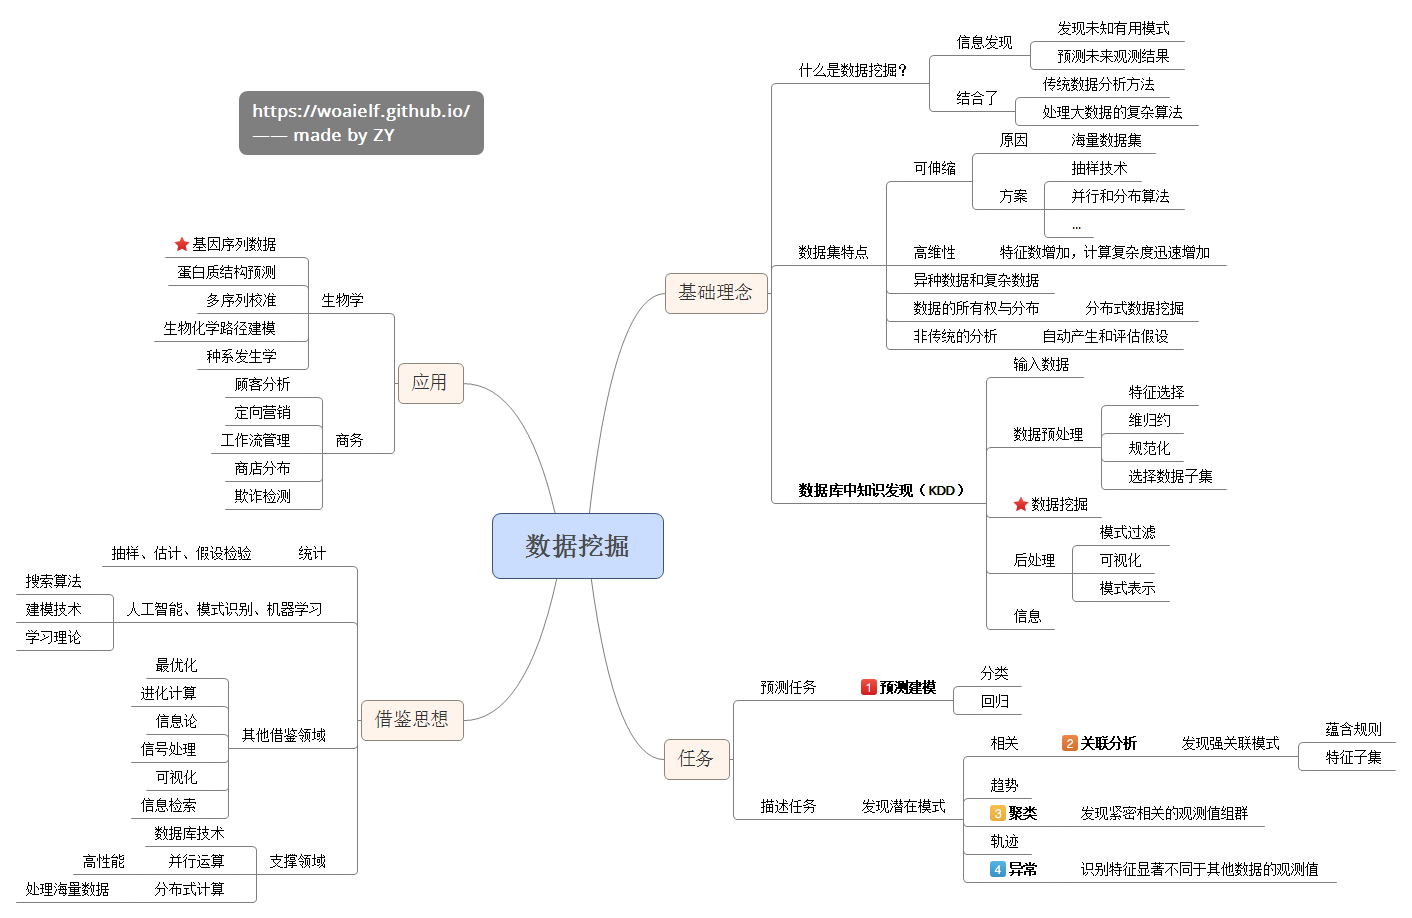 https://woaielf.github.io/
—— made by ZY
数据挖掘
基础理念
什么是数据挖掘？
信息发现
发现未知有用模式
预测未来观测结果
结合了
传统数据分析方法
处理大数据的复杂算法
数据集特点
可伸缩
原因
海量数据集
方案
抽样技术
并行和分布算法
...
高维性
特征数增加，计算复杂度迅速增加
异种数据和复杂数据
数据的所有权与分布
分布式数据挖掘
非传统的分析
自动产生和评估假设
数据库中知识发现（KDD）
输入数据
数据预处理
特征选择
维归约
规范化
选择数据子集
数据挖掘
后处理
模式过滤
可视化
模式表示
信息
任务
预测任务
1 预测建模
分类
回归
描述任务
发现潜在模式
相关
2 关联分析
发现强关联模式
蕴含规则
特征子集
趋势
3 聚类
发现紧密相关的观测值组群
轨迹
4 异常
识别特征显著不同于其他数据的观测值
应用
生物学
基因序列数据
蛋白质结构预测
多序列校准
生物化学路径建模
种系发生学
商务
顾客分析
定向营销
工作流管理
商店分布
欺诈检测
借鉴思想
统计
抽样、估计、假设检验
人工智能、模式识别、机器学习
搜索算法
建模技术
学习理论
其他借鉴领域
最优化
进化计算
信息论
信号处理
可视化
信息检索
支撑领域
数据库技术
并行运算
高性能
分布式计算
处理海量数据